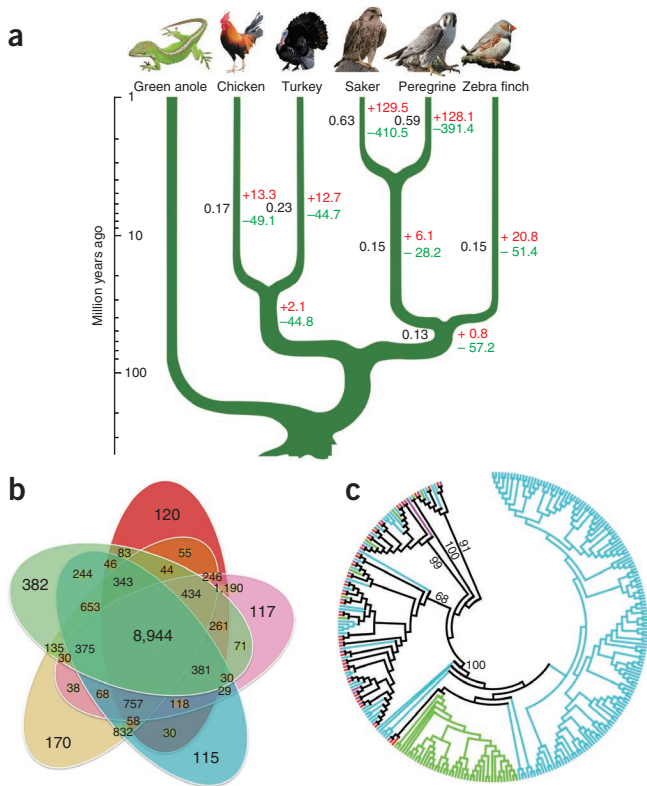 a
Green anole Chicken Turkey Saker Peregrine Zebra finch
Million years ago
1
10
100
0.63 +129.5 0.59 +128.1
–410.5 –391.4
+13.3 +12.7
0.17 0.23
–49.1 –44.7
+ 6.1 + 20.8
0.15 0.15
– 28.2 – 51.4
+2.1
–44.8
0.13 + 0.8
– 57.2
b
120
83 55
46 44
244 343 246
1,190
382 434 117
653 261
8,944 71
135 375
30 381 30
29
38 68 757 118
58
832 30
170 115
c
91
100
99
68
100